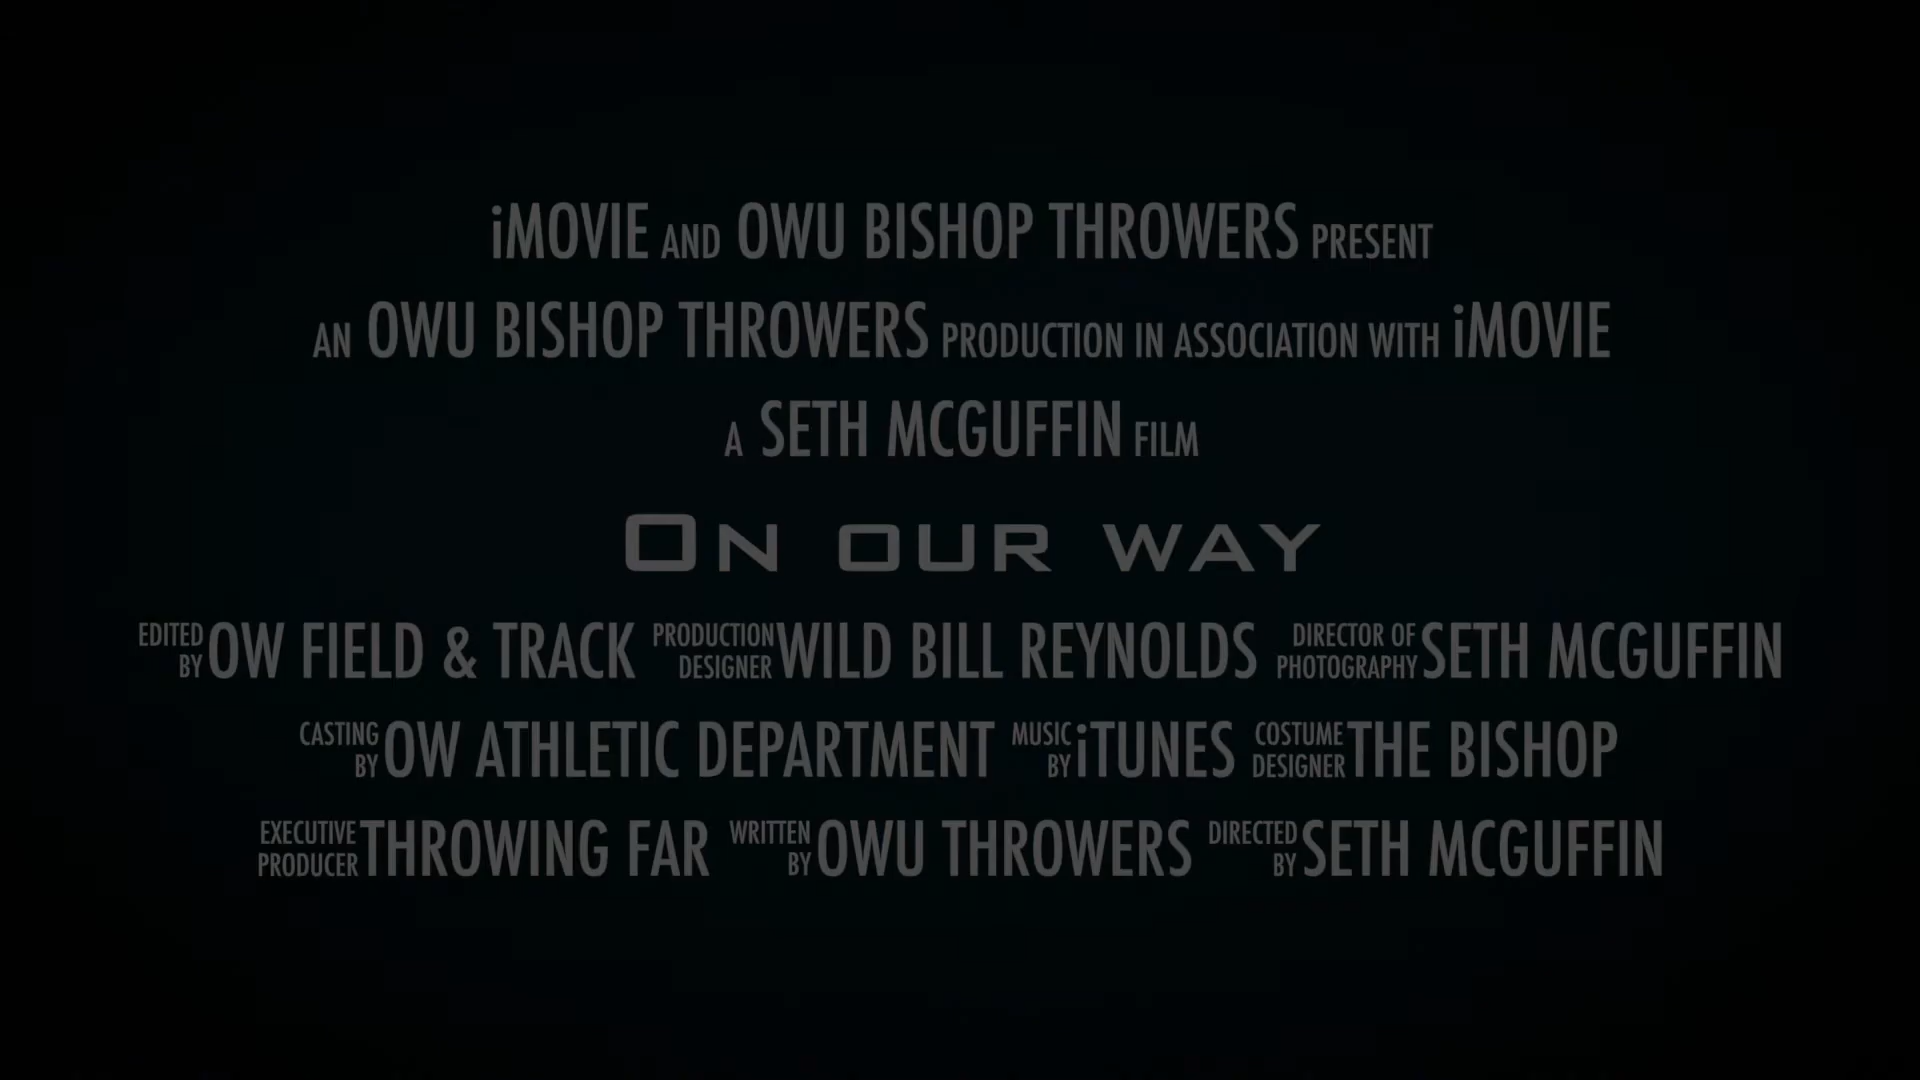 iMOVIE AND OWU BISHOP THROWERS PRESENT
AN OWU BISHOP THROWERS PRODUCTION IN ASSOCIATION WITH iMOVIE
A SETH MCGUFFIN FILM
ON OUR WAY
EDITED BY OW FIELD & TRACK PRODUCTION DESIGNER WILD BILL REYNOLDS DIRECTOR OF PHOTOGRAPHY SETH MCGUFFIN
CASTING BY OW ATHLETIC DEPARTMENT MUSIC BY iTUNES COSTUME DESIGNER THE BISHOP
EXECUTIVE PRODUCER THROWING FAR WRITTEN BY OWU THROWERS DIRECTED BY SETH MCGUFFIN